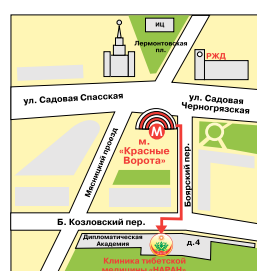 ИЦ
Лермонтовская
пл.
РЖД
ул. Садовая Спасская
ул. Садовая
Черногрязская
М
м.
«Красные
Ворота»
Мясницкий проезд
Боярский пер.
Б. Козловский пер.
Дипломатическая
Академия
д.4
Клиника тибетской
медицины «НАРАН»